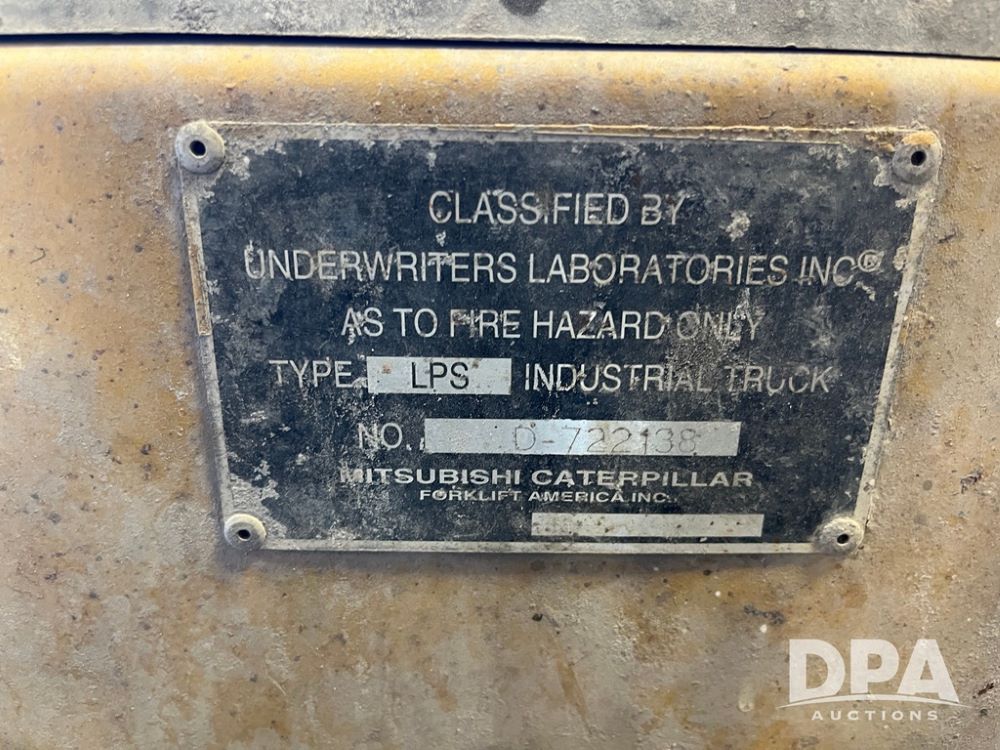 CLASSIFIED BY
UNDERWRITERS LABORATORIES INC®
AS TO FIRE HAZARD ONLY
TYPE LPS INDUSTRIAL TRUCK
NO. D-722138
MITSUBISHI CATERPILLAR
FORKLIFT AMERICA INC.
DPA
AUCTIONS